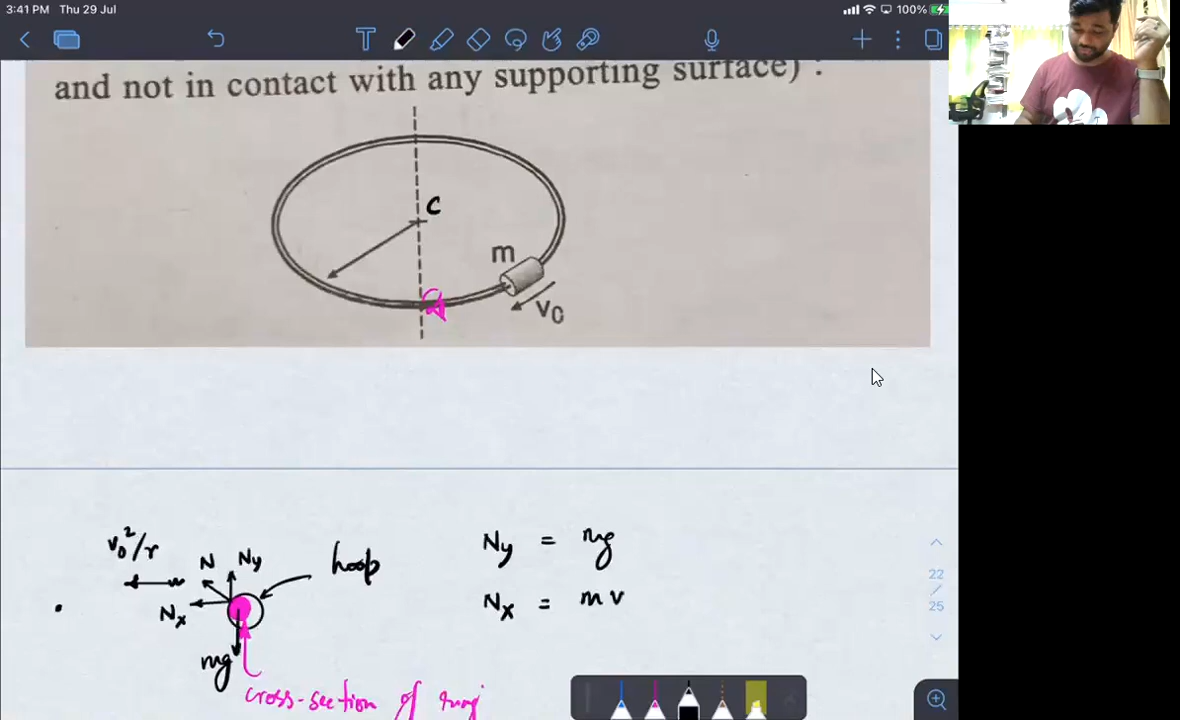 3:41 PM Thu 29 Jul
100%
T
and not in contact with any supporting surface) :
C
m
v0
22
/
25
v0²/r
N Ny
hoop
Ny = mg
Nx
Nx = m v
mg
cross-section of ring